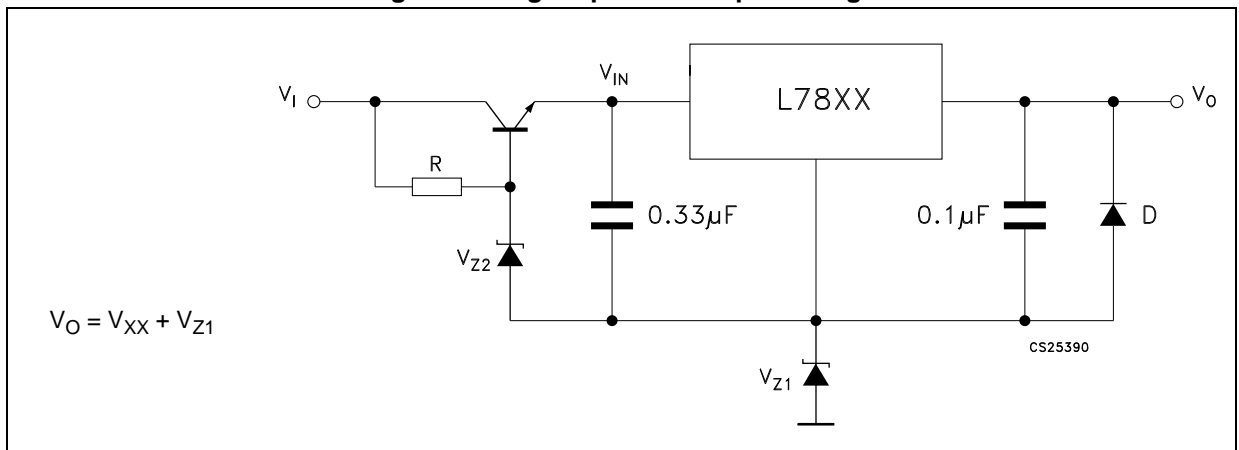 V_IN
V_I
L78XX
V_O
R
0.33µF
0.1µF
D
V_Z2
V_O = V_XX + V_Z1
CS25390
V_Z1